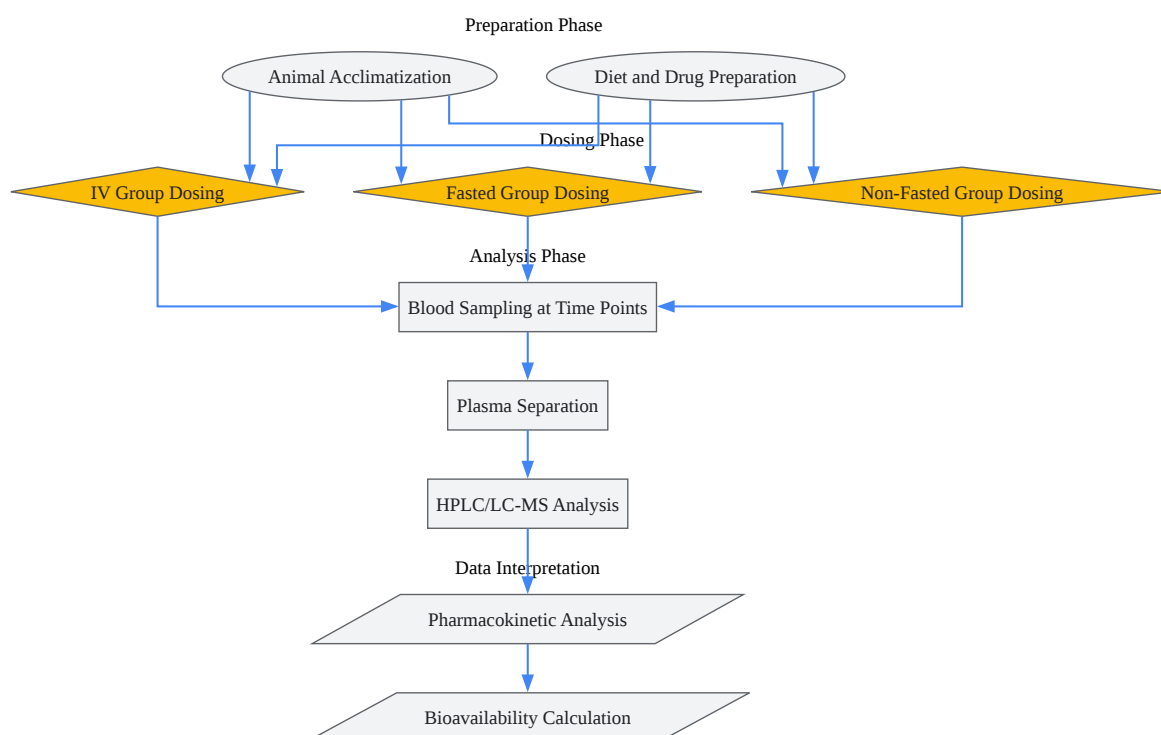 Preparation Phase
Animal Acclimatization
Diet and Drug Preparation
Dosing Phase
IV Group Dosing
Fasted Group Dosing
Non-Fasted Group Dosing
Analysis Phase
Blood Sampling at Time Points
Plasma Separation
HPLC/LC-MS Analysis
Data Interpretation
Pharmacokinetic Analysis
Bioavailability Calculation